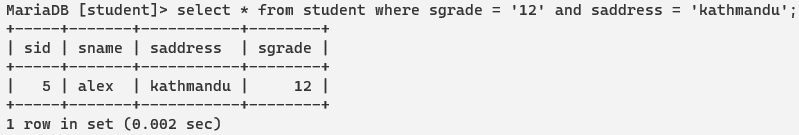 MariaDB [student]> select * from student where sgrade = '12' and saddress = 'kathmandu';
+-----+-------+-----------+--------+
| sid | sname | saddress  | sgrade |
+-----+-------+-----------+--------+
|   5 | alex  | kathmandu |     12 |
+-----+-------+-----------+--------+
1 row in set (0.002 sec)